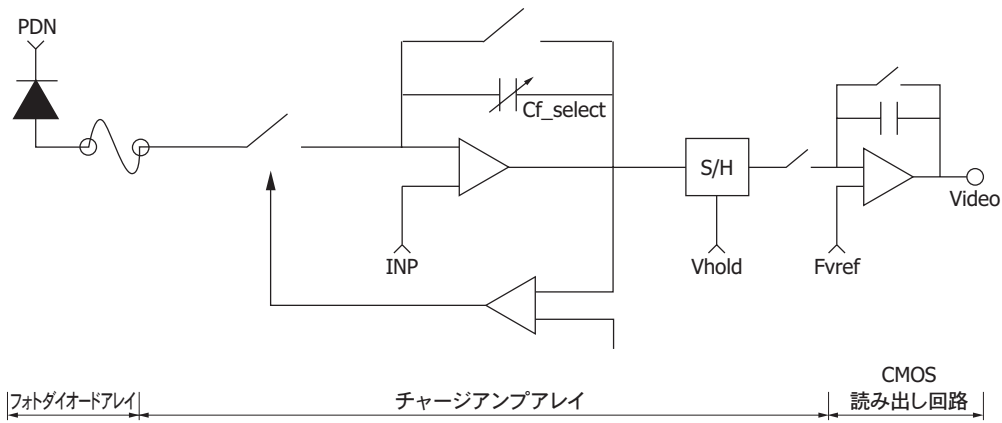 PDN
Cf_select
S/H
Video
INP
Vhold
Fvref
CMOS
フォトダイオードアレイ
チャージアンプアレイ
読み出し回路